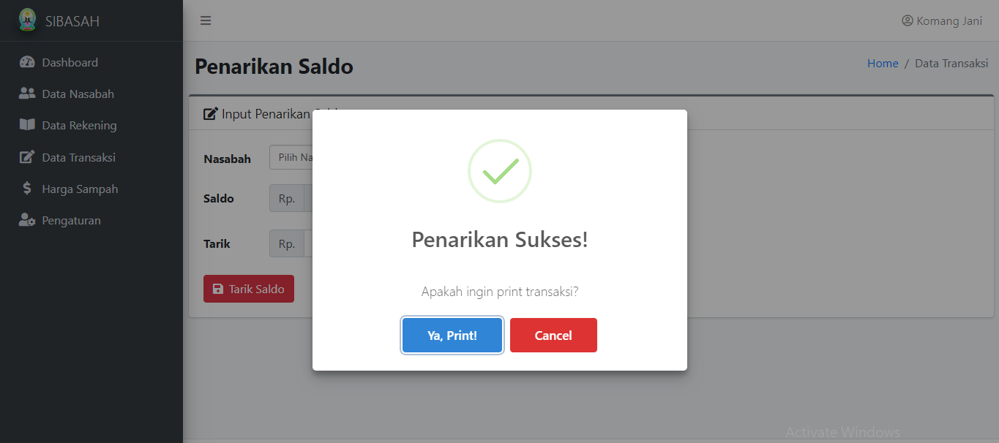 SIBASAH
Komang Jani
Dashboard
Data Nasabah
Data Rekening
Data Transaksi
Harga Sampah
Pengaturan
Penarikan Saldo
Home / Data Transaksi
Input Penarikan
Nasabah
Pilih Na
Saldo
Rp.
Tarik
Rp.
Tarik Saldo
Penarikan Sukses!
Apakah ingin print transaksi?
Ya, Print!
Cancel
Activate Windows